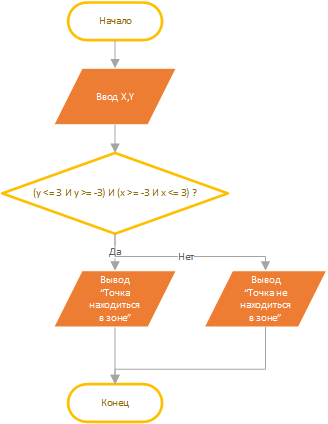 Начало
Ввод X,Y
(y <= 3 И y >= -3) И (x >= -3 И x <= 3) ?
Да
Нет
Вывод
“Точка
находиться
в зоне”
Вывод
“Точка не
находиться
в зоне”
Конец